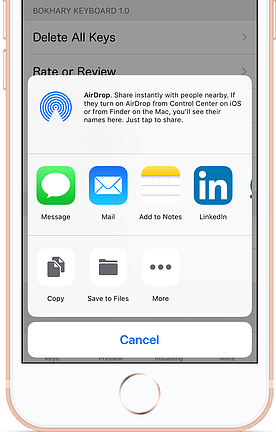 BOKHARY KEYBOARD 1.0
Delete All Keys
Rate or Review
AirDrop. Share instantly with people nearby. If
they turn on AirDrop from Control Center on iOS
or from Finder on the Mac, you'll see their
names here. Just tap to share.
Message Mail Add to Notes LinkedIn
Copy Save to Files More
Cancel
Keys Preview Installing More